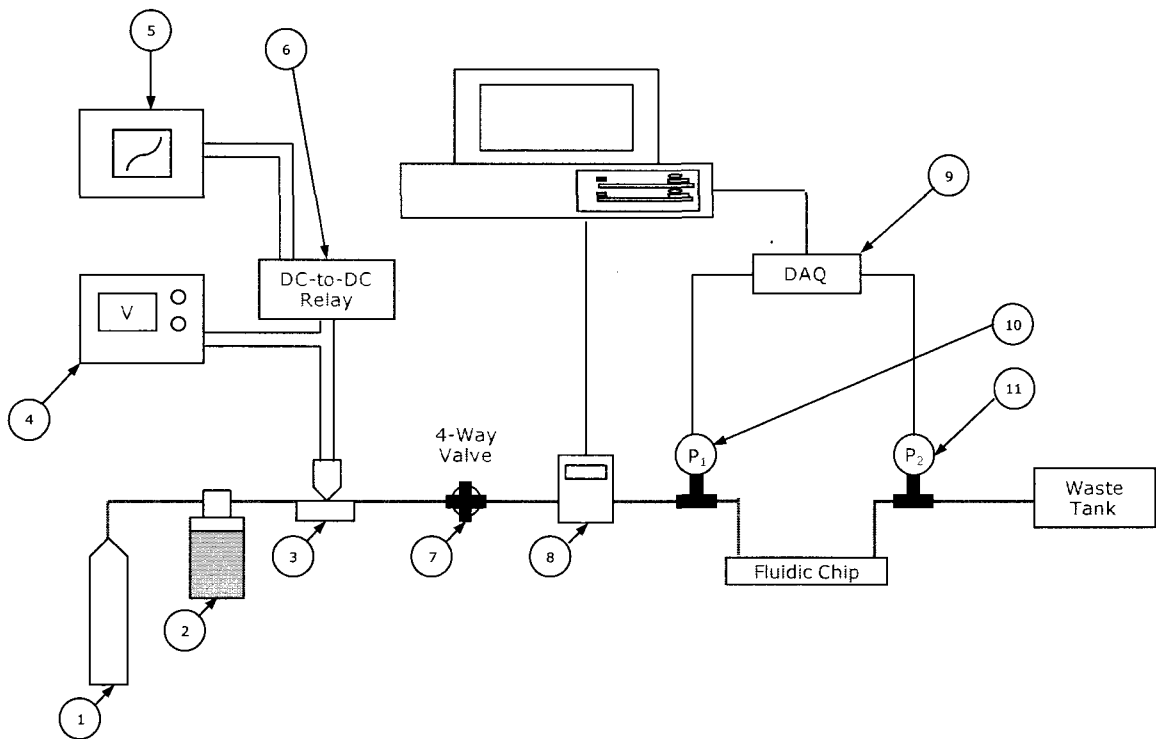 5
6
9
DC-to-DC
Relay
DAQ
V
10
4
11
4-Way
Valve
P1
P2
Waste
Tank
3
7
8
Fluidic Chip
2
1